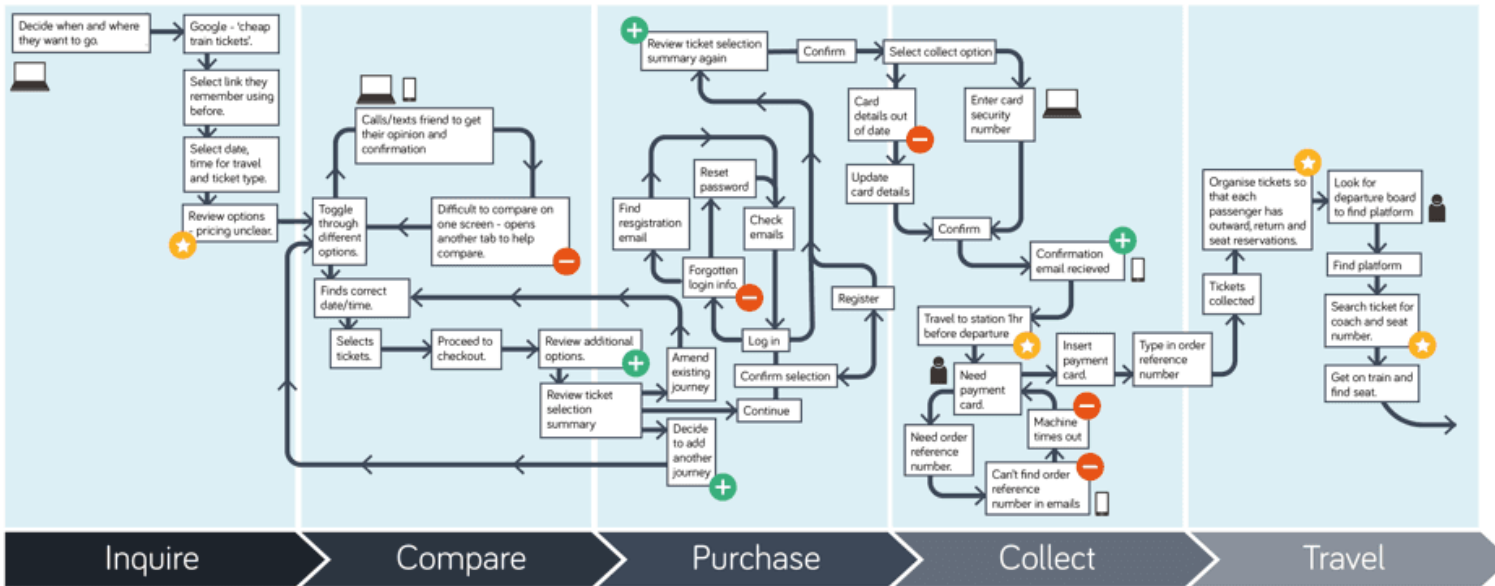 Decide when and where
they want to go.
Google - 'cheap
train tickets'.
Select link they
remember using
before.
Select date,
time for travel
and ticket type.
Review options
- pricing unclear.
Calls/texts friend to get
their opinion and
confirmation
Toggle
through
different
options.
Difficult to compare on
one screen - opens
another tab to help
compare.
Finds correct
date/time.
Selects
tickets.
Proceed to
checkout.
Review additional
options.
Review ticket
selection
summary
Amend
existing
journey
Decide
to add
another
journey
Continue
Confirm selection
Register
Log in
Forgotten
login info.
Find
resgistration
email
Reset
password
Check
emails
Review ticket selection
summary again
Confirm
Select collect option
Card
details out
of date
Update
card details
Enter card
security
number
Confirm
Confirmation
email recieved
Travel to station 1hr
before departure
Need
payment
card.
Need order
reference
number.
Can't find order
reference
number in emails
Machine
times out
Insert
payment
card.
Type in order
reference
number
Tickets
collected
Organise tickets so
that each
passenger has
outward, return and
seat reservations.
Look for
departure board
to find platform
Find platform
Search ticket for
coach and seat
number.
Get on train and
find seat.
Inquire
Compare
Purchase
Collect
Travel